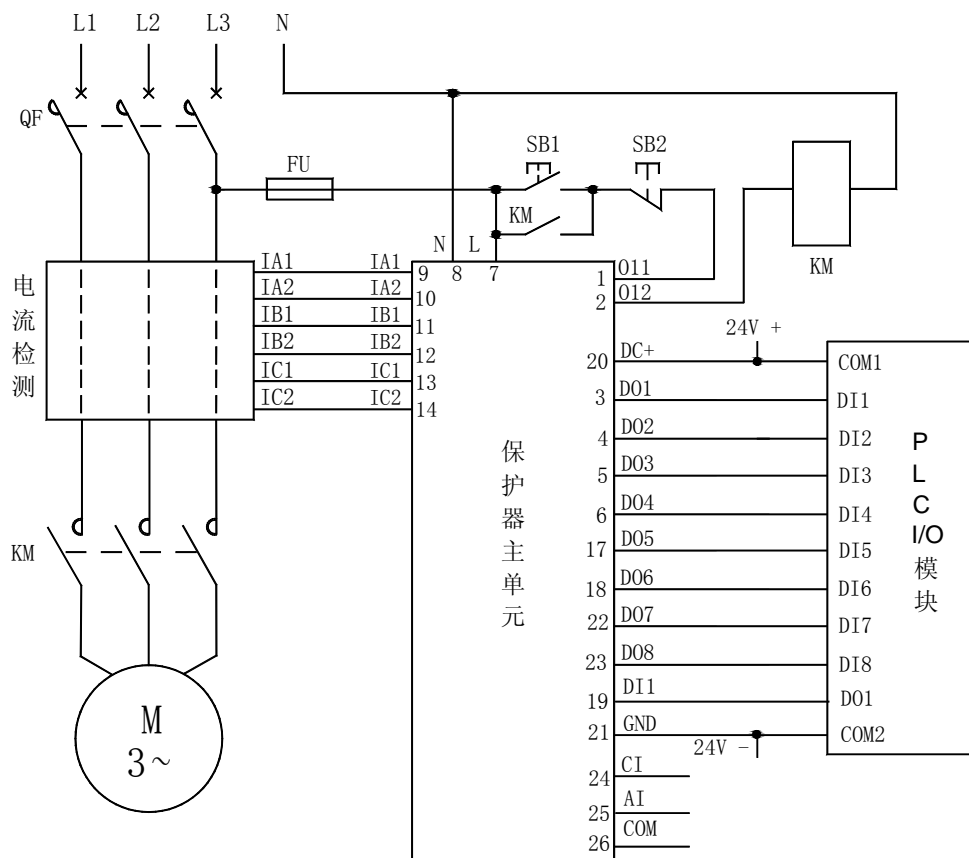 L1 L2 L3 N
QF
FU
SB1 SB2
KM
KM
N L
8 7
电流检测
IA1 IA1 9
IA2 IA2 10
IB1 IB1 11
IB2 IB2 12
IC1 IC1 13
IC2 IC2 14
1 O11
2 O12
24V +
20 DC+ COM1
3 DO1 DI1
4 DO2 DI2
5 DO3 DI3
6 DO4 DI4
17 DO5 DI5
18 DO6 DI6
22 DO7 DI7
23 DO8 DI8
19 DI1 DO1
21 GND COM2
24V -
24 CI
25 AI
26 COM
保护器主单元
PLC
I/O
模块
KM
M
3~